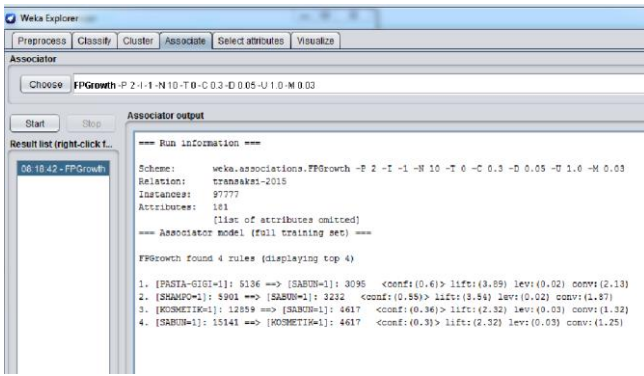 Weka Explorer
Preprocess Classify Cluster Associate Select attributes Visualize
Associator
Choose FPGrowth -P 2 -I -1 -N 10 -T 0 -C 0.3 -D 0.05 -U 1.0 -M 0.03
Start Stop
Result list (right-click f...
08:18:42 - FPGrowth
Associator output
=== Run information ===
Scheme: weka.associations.FPGrowth -P 2 -I -1 -N 10 -T 0 -C 0.3 -D 0.05 -U 1.0 -M 0.03
Relation: transaksi-2015
Instances: 97777
Attributes: 181
[list of attributes omitted]
=== Associator model (full training set) ===
FPGrowth found 4 rules (displaying top 4)
1. [PASTA-GIGI=1]: 5136 ==> [SABUN=1]: 3095 <conf:(0.6)> lift:(3.89) lev:(0.02) conv:(2.13)
2. [SHAMPO=1]: 5901 ==> [SABUN=1]: 3232 <conf:(0.55)> lift:(3.54) lev:(0.02) conv:(1.87)
3. [KOSMETIK=1]: 12859 ==> [SABUN=1]: 4617 <conf:(0.36)> lift:(2.32) lev:(0.03) conv:(1.32)
4. [SABUN=1]: 15141 ==> [KOSMETIK=1]: 4617 <conf:(0.3)> lift:(2.32) lev:(0.03) conv:(1.25)